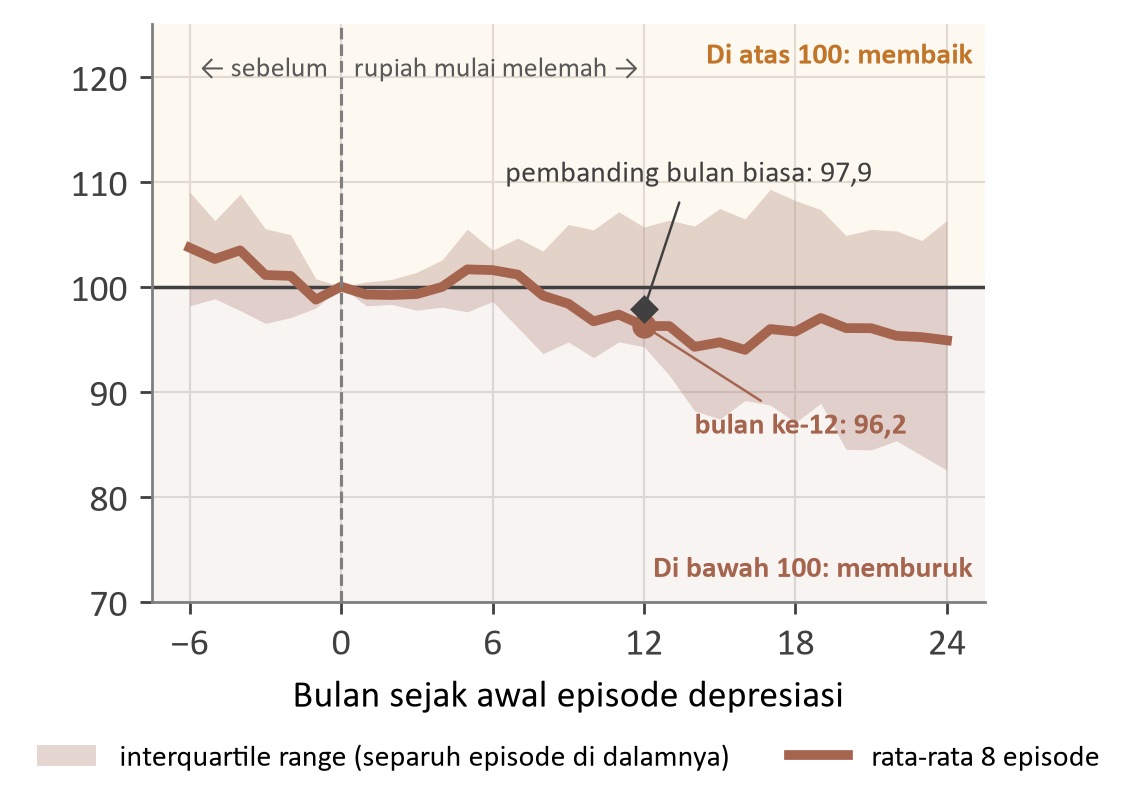 Di atas 100: membaik
← sebelum
rupiah mulai melemah →
120
pembanding bulan biasa: 97,9
110
100
90
bulan ke-12: 96,2
80
Di bawah 100: memburuk
70
−6 0 6 12 18 24
Bulan sejak awal episode depresiasi
interquartile range (separuh episode di dalamnya)
rata-rata 8 episode